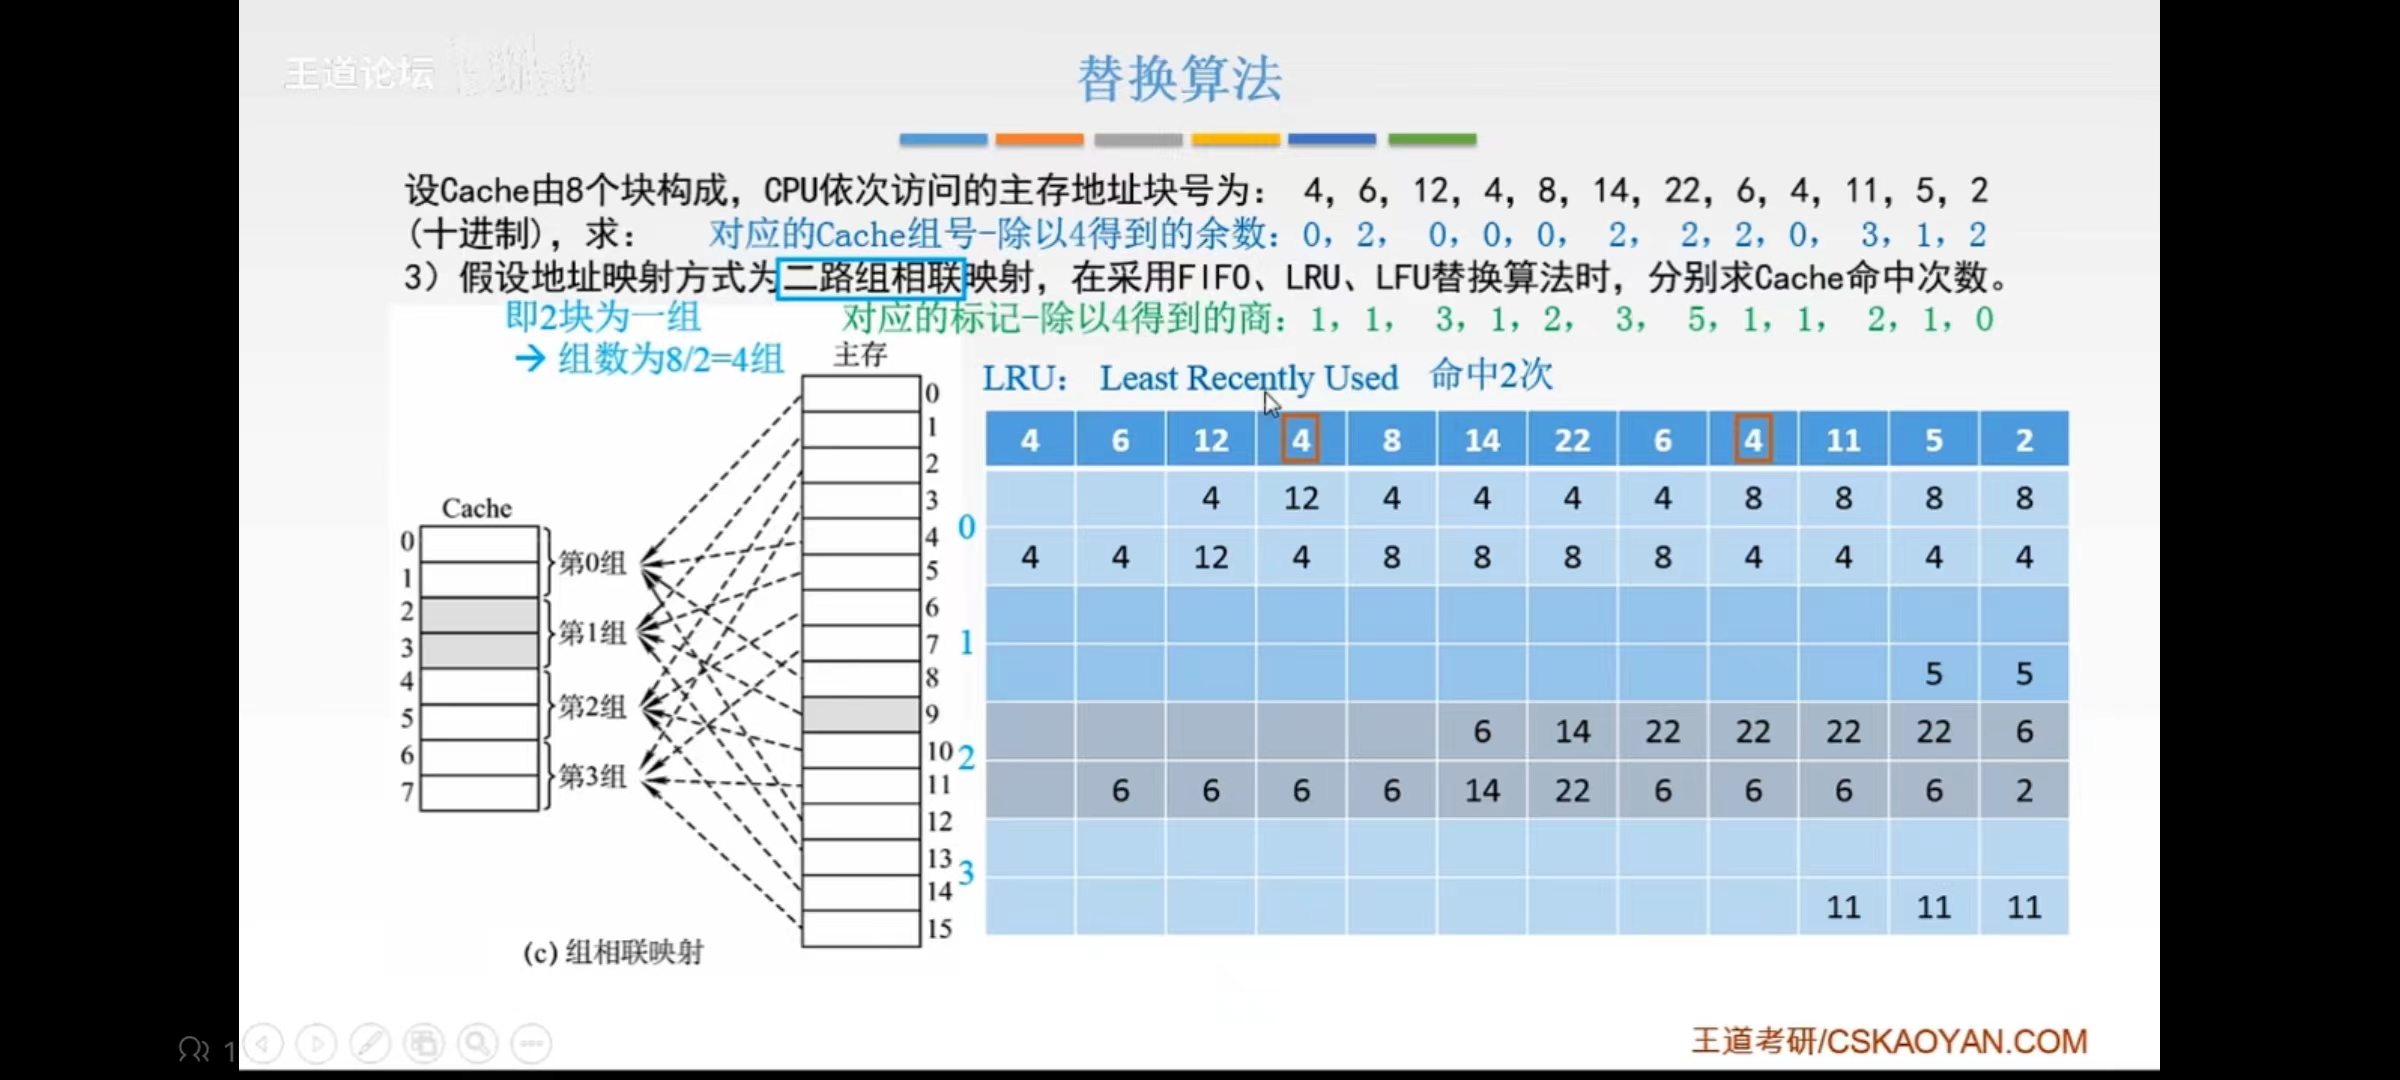 王道论坛
替换算法
设Cache由8个块构成，CPU依次访问的主存地址块号为： 4, 6, 12, 4, 8, 14, 22, 6, 4, 11, 5, 2
(十进制)，求： 对应的Cache组号-除以4得到的余数：0, 2, 0, 0, 0, 2, 2, 2, 0, 3, 1, 2
3）假设地址映射方式为二路组相联映射，在采用FIFO、LRU、LFU替换算法时，分别求Cache命中次数。
即2块为一组 对应的标记-除以4得到的商：1, 1, 3, 1, 2, 3, 5, 1, 1, 2, 1, 0
→ 组数为8/2=4组
主存
0
1
2
3
4
5
6
7
8
9
10
11
12
13
14
15
Cache
0
1
2
3
4
5
6
7
第0组
第1组
第2组
第3组
(c) 组相联映射
LRU： Least Recently Used 命中2次
4 6 12 4 8 14 22 6 4 11 5 2
4 12 4 4 4 4 8 8 8 8
0
4 4 12 4 8 8 8 8 4 4 4 4
1
5 5
6 14 22 22 22 22 6
2
6 6 6 6 14 22 6 6 6 6 2
3
11 11 11
王道考研/CSKAOYAN.COM
1